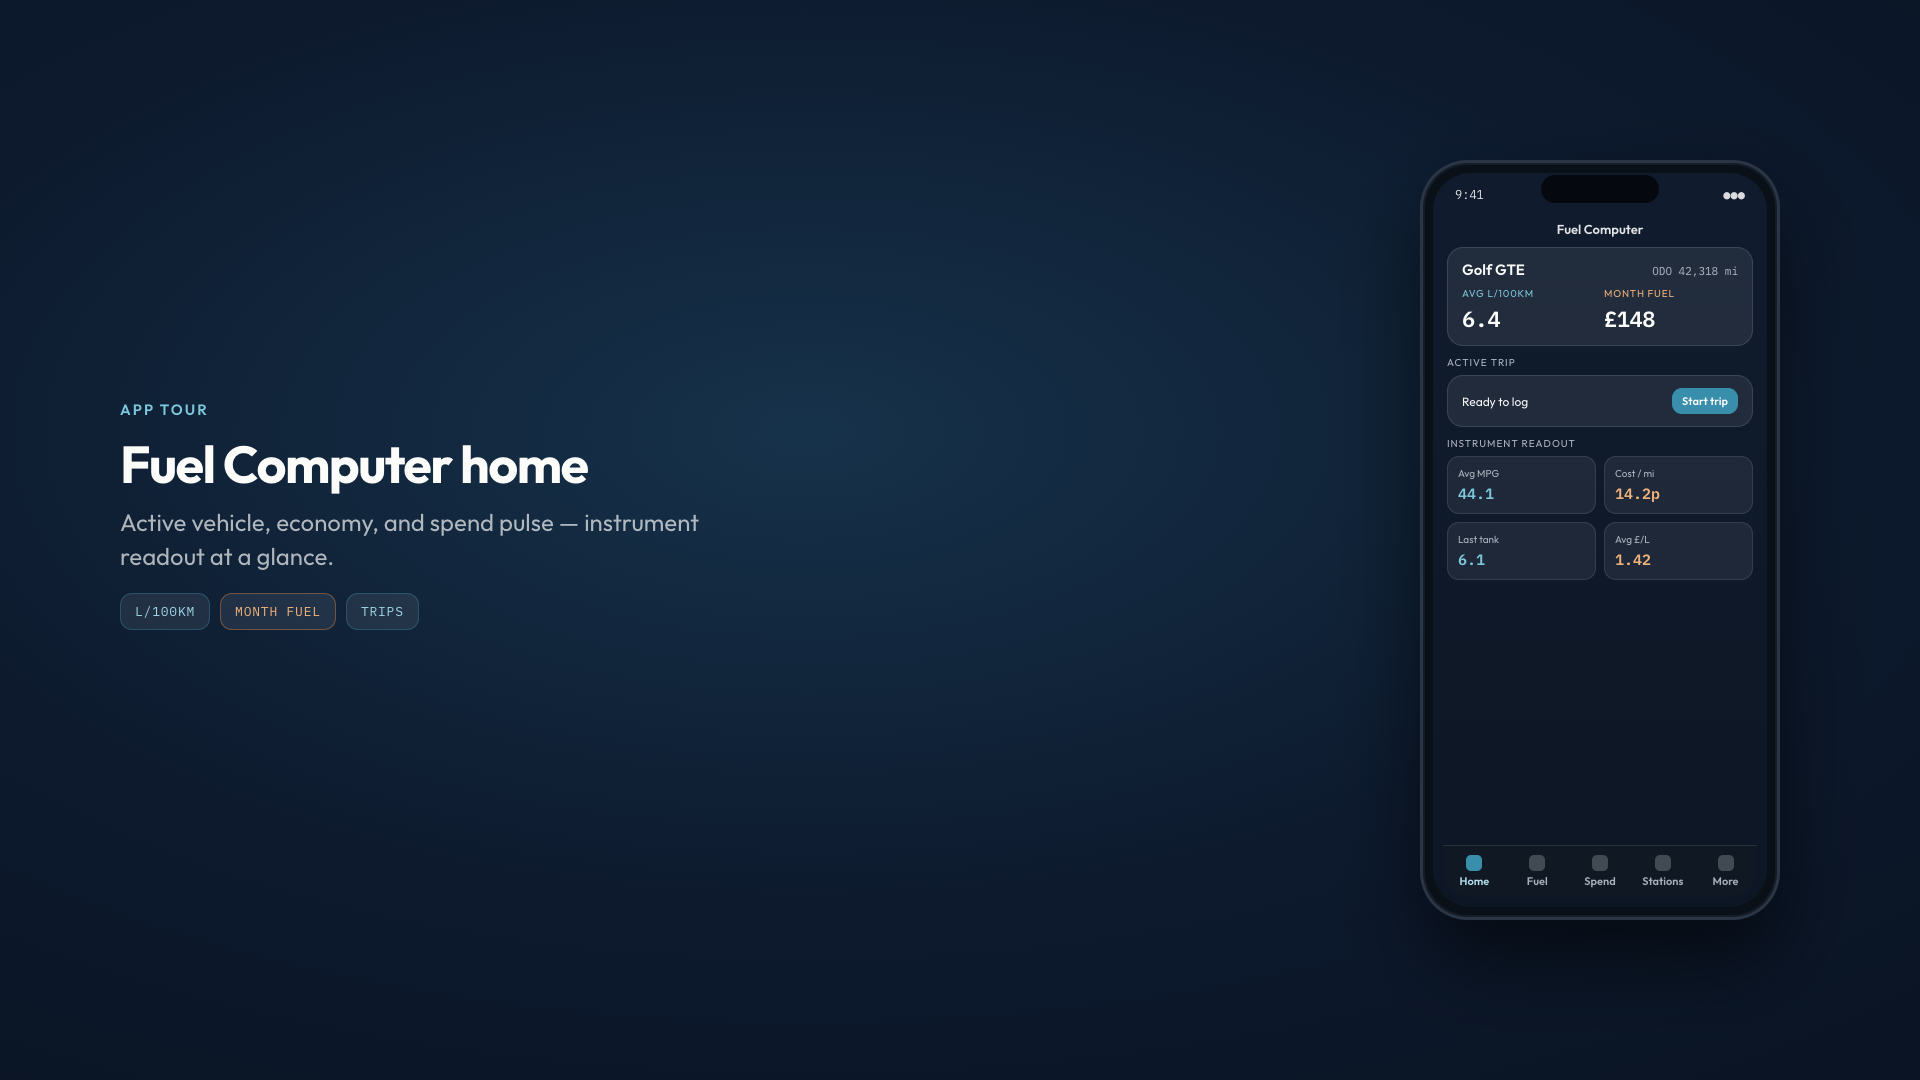 APP TOUR
Fuel Computer home
Active vehicle, economy, and spend pulse — instrument
readout at a glance.
L/100KM
MONTH FUEL
TRIPS
9:41
Fuel Computer
Golf GTE
ODO 42,318 mi
AVG L/100KM
MONTH FUEL
6.4
£148
ACTIVE TRIP
Ready to log
Start trip
INSTRUMENT READOUT
Avg MPG
44.1
Cost / mi
14.2p
Last tank
6.1
Avg £/L
1.42
Home
Fuel
Spend
Stations
More